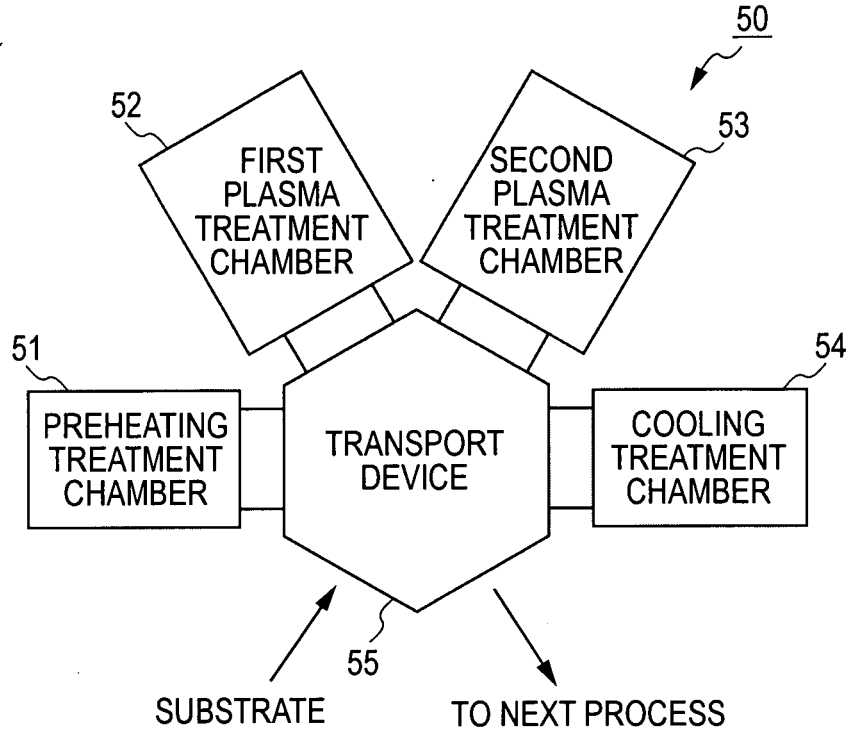 50
52
FIRST
PLASMA
TREATMENT
CHAMBER
53
SECOND
PLASMA
TREATMENT
CHAMBER
51
PREHEATING
TREATMENT
CHAMBER
TRANSPORT
DEVICE
54
COOLING
TREATMENT
CHAMBER
55
SUBSTRATE
TO NEXT PROCESS